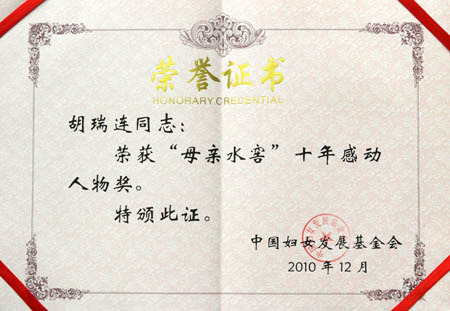 荣誉证书
HONORARY CREDENTIAL
胡瑞连同志：
荣获“母亲水窖”十年感动
人物奖。
特颁此证。
中国妇女发展基金会
2010 年 12 月